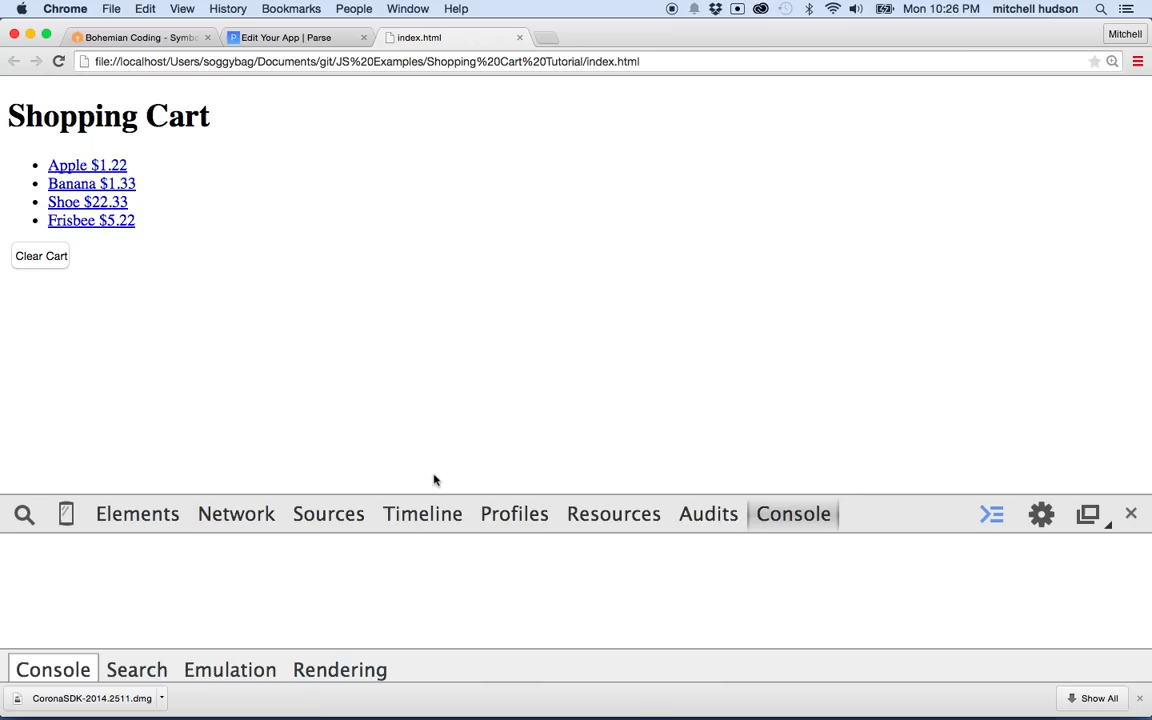 Chrome File Edit View History Bookmarks People Window Help Mon 10:26 PM mitchell hudson
Bohemian Coding - Symbo Edit Your App | Parse index.html Mitchell
file://localhost/Users/soggybag/Documents/git/JS%20Examples/Shopping%20Cart%20Tutorial/index.html
Shopping Cart
• Apple $1.22
• Banana $1.33
• Shoe $22.33
• Frisbee $5.22
Clear Cart
Elements Network Sources Timeline Profiles Resources Audits Console
Console Search Emulation Rendering
CoronaSDK-2014.2511.dmg Show All